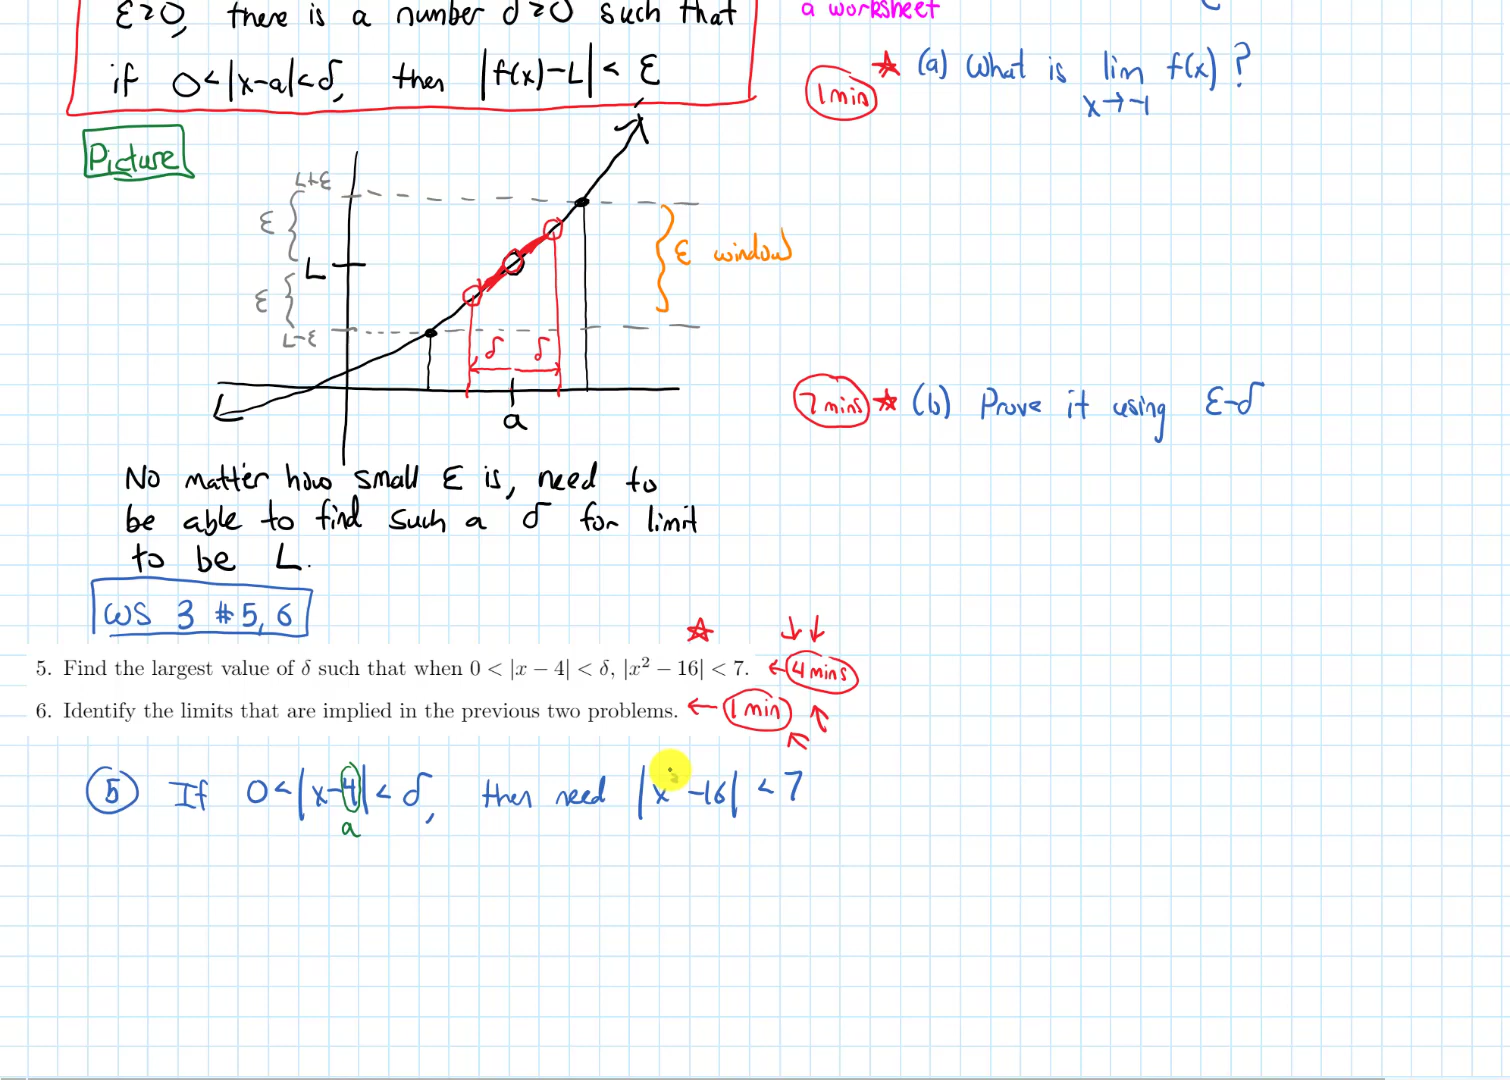 ε>0, there is a number δ>0 such that
if 0<|x-a|<δ, then |f(x)-L| < ε
Picture
L+ε
ε
L
ε
L-ε
ε window
δ δ
a
No matter how small ε is, need to
be able to find such a δ for limit
to be L.
WS 3 #5,6
5. Find the largest value of δ such that when 0 < |x − 4| < δ, |x² − 16| < 7. ← 4 mins
6. Identify the limits that are implied in the previous two problems. ← 1 min
5 If 0<|x-4|<δ, then need |x²-16| < 7
a
a worksheet
1 min ☆ (a) What is lim f(x) ?
x→-1
7 mins ☆ (b) Prove it using ε-δ